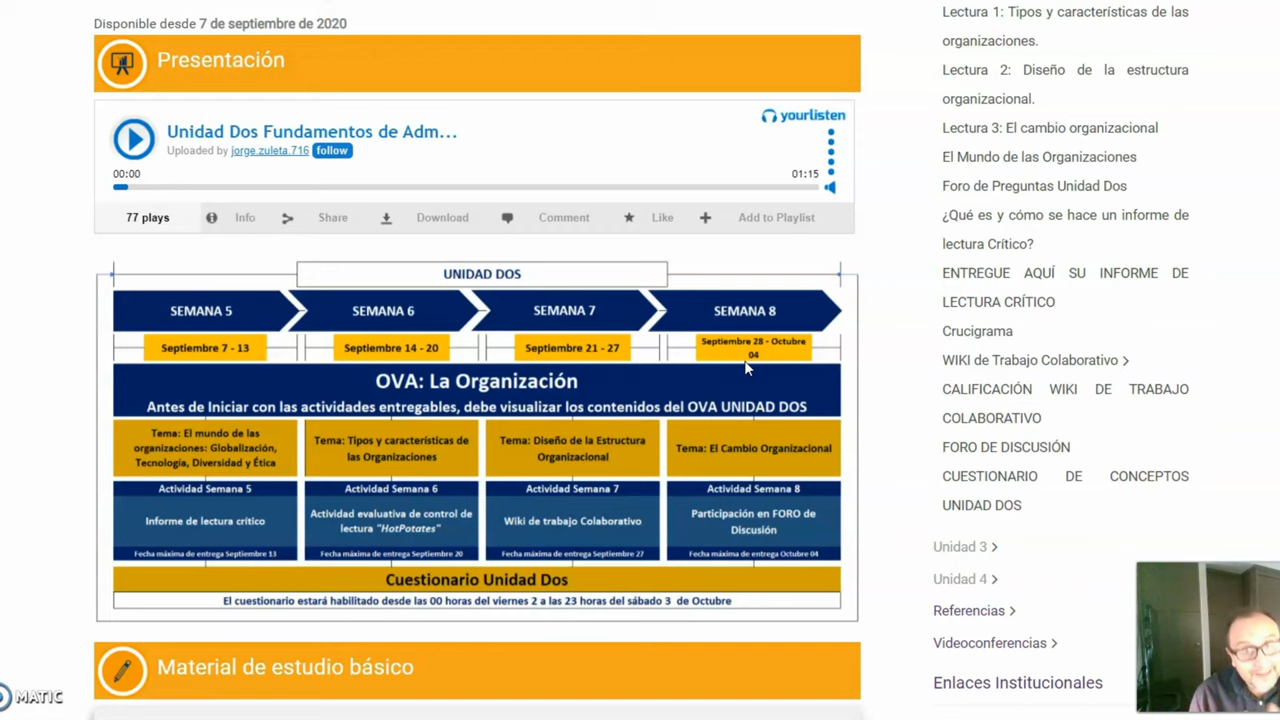 Disponible desde 7 de septiembre de 2020
Presentación
yourlisten
Unidad Dos Fundamentos de Adm...
Uploaded by jorge.zuleta.716 follow
00:00
01:15
77 plays
Info
Share
Download
Comment
Like
Add to Playlist
UNIDAD DOS
SEMANA 5
SEMANA 6
SEMANA 7
SEMANA 8
Septiembre 7 - 13
Septiembre 14 - 20
Septiembre 21 - 27
Septiembre 28 - Octubre
04
OVA: La Organización
Antes de Iniciar con las actividades entregables, debe visualizar los contenidos del OVA UNIDAD DOS
Tema: El mundo de las
organizaciones: Globalización,
Tecnología, Diversidad y Ética
Tema: Tipos y características de
las Organizaciones
Tema: Diseño de la Estructura
Organizacional
Tema: El Cambio Organizacional
Actividad Semana 5
Informe de lectura crítico
Fecha máxima de entrega Septiembre 13
Actividad Semana 6
Actividad evaluativa de control de
lectura "HotPotates"
Fecha máxima de entrega Septiembre 20
Actividad Semana 7
Wiki de trabajo Colaborativo
Fecha máxima de entrega Septiembre 27
Actividad Semana 8
Participación en FORO de
Discusión
Fecha máxima de entrega Octubre 04
Cuestionario Unidad Dos
El cuestionario estará habilitado desde las 00 horas del viernes 2 a las 23 horas del sábado 3 de Octubre
Material de estudio básico
MATIC
Lectura 1: Tipos y características de las
organizaciones.
Lectura 2: Diseño de la estructura
organizacional.
Lectura 3: El cambio organizacional
El Mundo de las Organizaciones
Foro de Preguntas Unidad Dos
¿Qué es y cómo se hace un informe de
lectura Crítico?
ENTREGUE AQUÍ SU INFORME DE
LECTURA CRÍTICO
Crucigrama
WIKI de Trabajo Colaborativo
CALIFICACIÓN WIKI DE TRABAJO
COLABORATIVO
FORO DE DISCUSIÓN
CUESTIONARIO DE CONCEPTOS
UNIDAD DOS
Unidad 3
Unidad 4
Referencias
Videoconferencias
Enlaces Institucionales